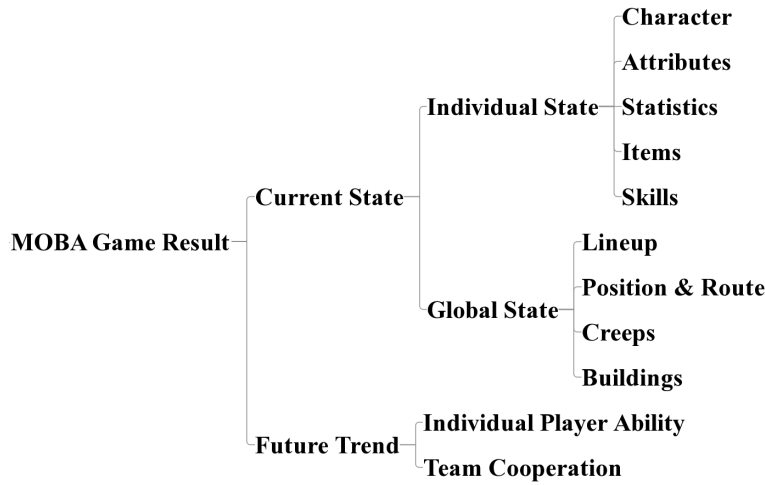 Character
Attributes
Individual State
Statistics
Items
Current State
Skills
MOBA Game Result
Lineup
Position & Route
Global State
Creeps
Buildings
Individual Player Ability
Future Trend
Team Cooperation